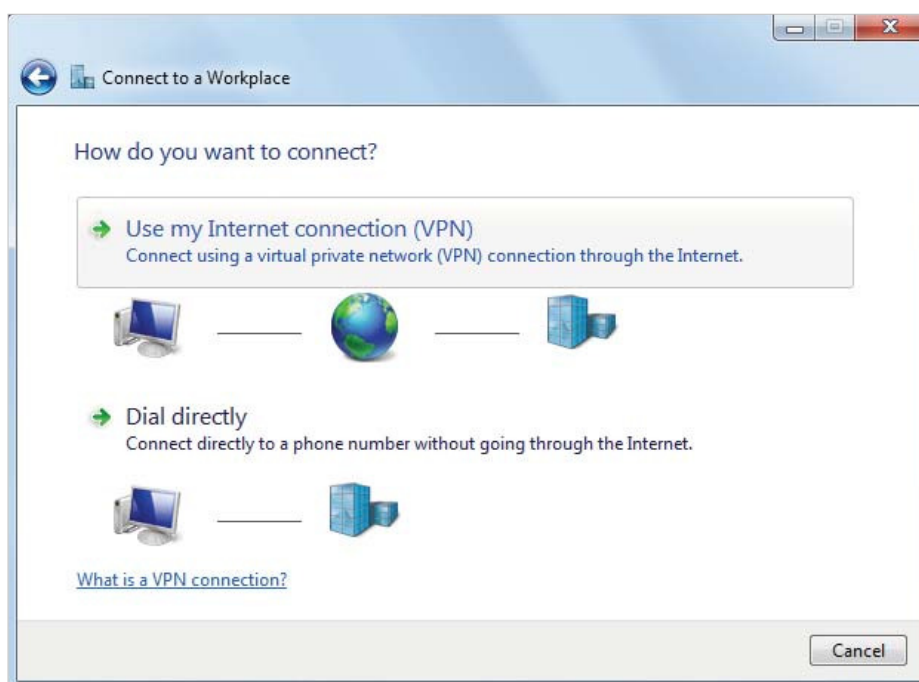 Connect to a Workplace
How do you want to connect?
Use my Internet connection (VPN)
Connect using a virtual private network (VPN) connection through the Internet.
Dial directly
Connect directly to a phone number without going through the Internet.
What is a VPN connection?
Cancel